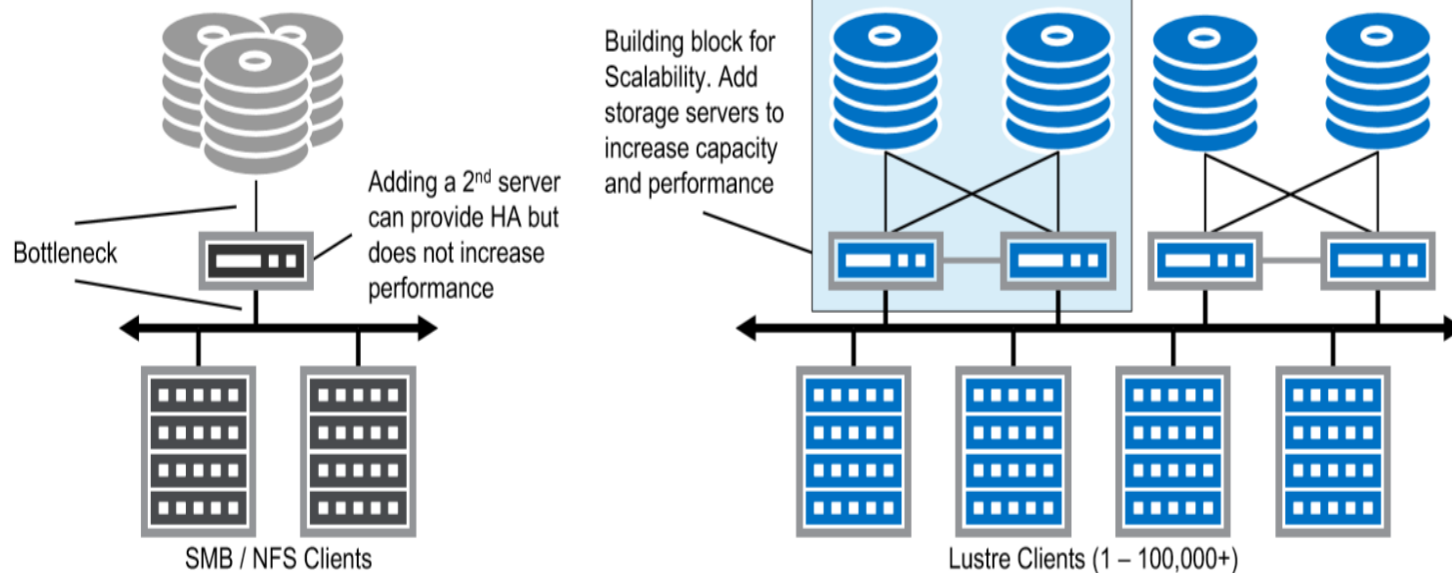 Bottleneck
Adding a 2nd server
can provide HA but
does not increase
performance
SMB / NFS Clients
Building block for
Scalability. Add
storage servers to
increase capacity
and performance
Lustre Clients (1 – 100,000+)